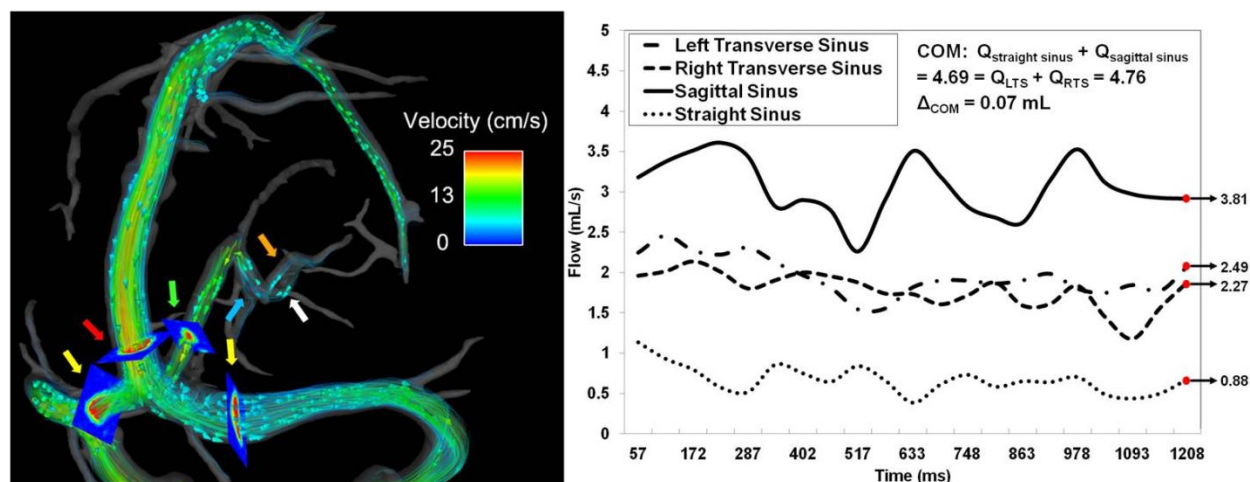 Velocity (cm/s)
25
13
0
5
4.5
4
3.5
3
2.5
2
1.5
1
0.5
0
Flow (mL/s)
Left Transverse Sinus
Right Transverse Sinus
Sagittal Sinus
Straight Sinus
COM: Qstraight sinus + Qsagittal sinus
= 4.69 = QLTS + QRTS = 4.76
ΔCOM = 0.07 mL
3.81
2.49
2.27
0.88
57 172 287 402 517 633 748 863 978 1093 1208
Time (ms)